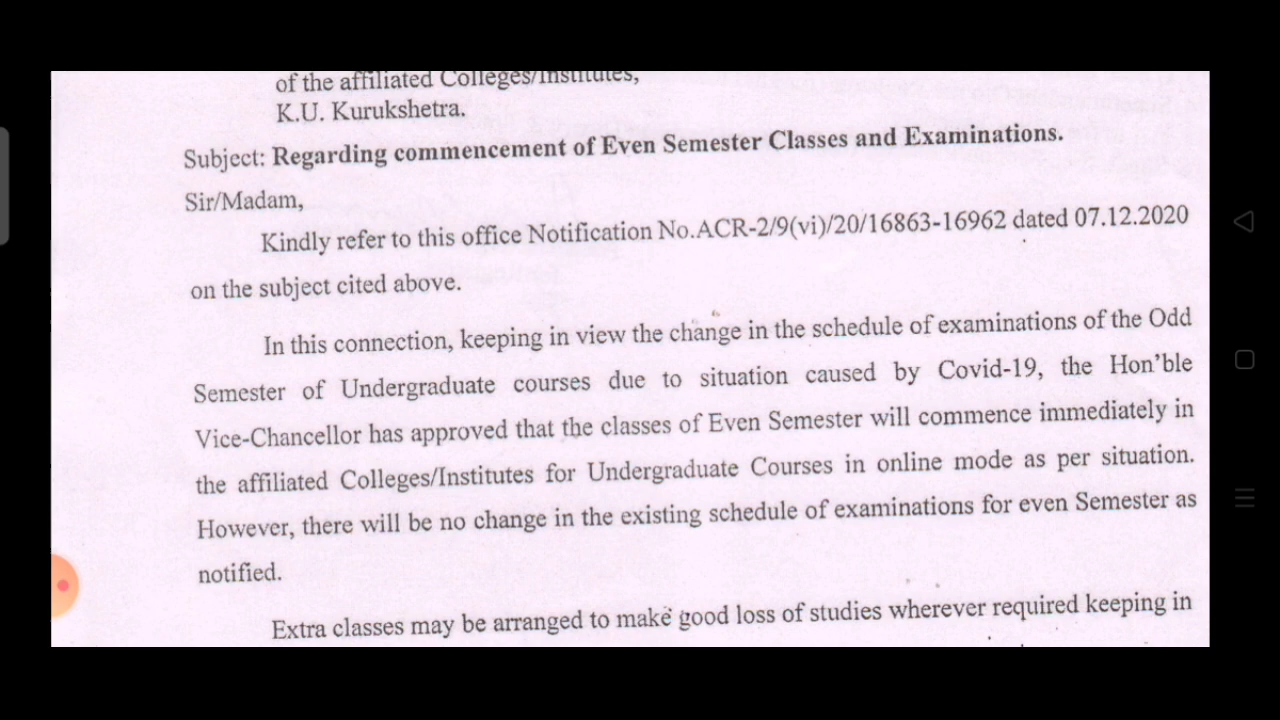 of the affiliated Colleges/Institutes,
K.U. Kurukshetra.
Subject: Regarding commencement of Even Semester Classes and Examinations.
Sir/Madam,
Kindly refer to this office Notification No.ACR-2/9(vi)/20/16863-16962 dated 07.12.2020
on the subject cited above.
In this connection, keeping in view the change in the schedule of examinations of the Odd
Semester of Undergraduate courses due to situation caused by Covid-19, the Hon'ble
Vice-Chancellor has approved that the classes of Even Semester will commence immediately in
the affiliated Colleges/Institutes for Undergraduate Courses in online mode as per situation.
However, there will be no change in the existing schedule of examinations for even Semester as
notified.
Extra classes may be arranged to make good loss of studies wherever required keeping in